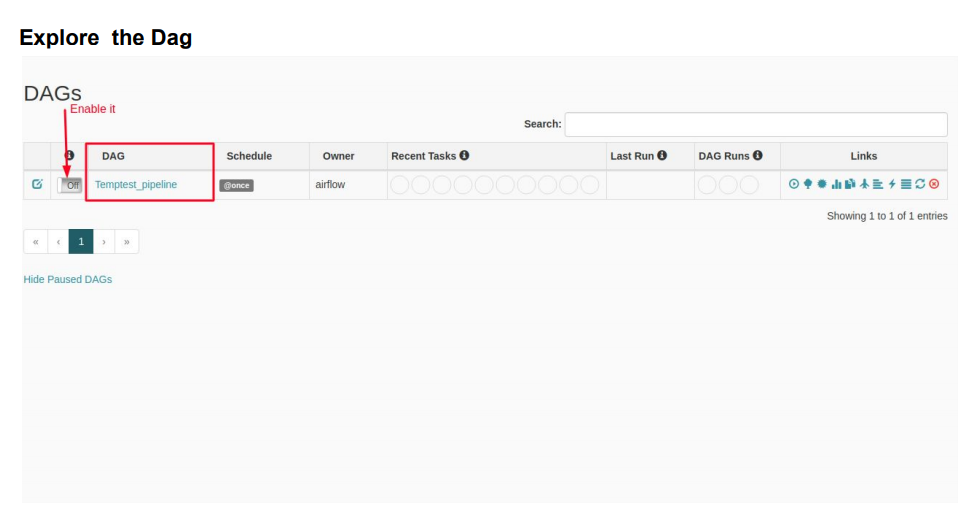 Explore the Dag
DAGs
Enable it
Search:
DAG Schedule Owner Recent Tasks Last Run DAG Runs Links
Off Temptest_pipeline @once airflow
Showing 1 to 1 of 1 entries
« ‹ 1 › »
Hide Paused DAGs